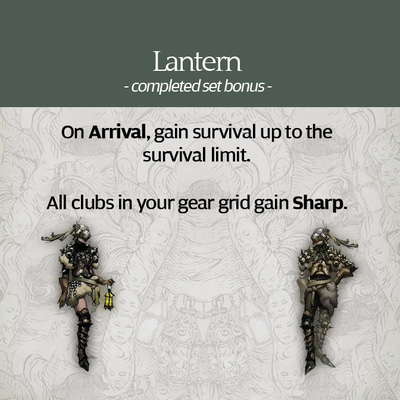 Lantern
- completed set bonus -
On Arrival, gain survival up to the
survival limit.
All clubs in your gear grid gain Sharp.